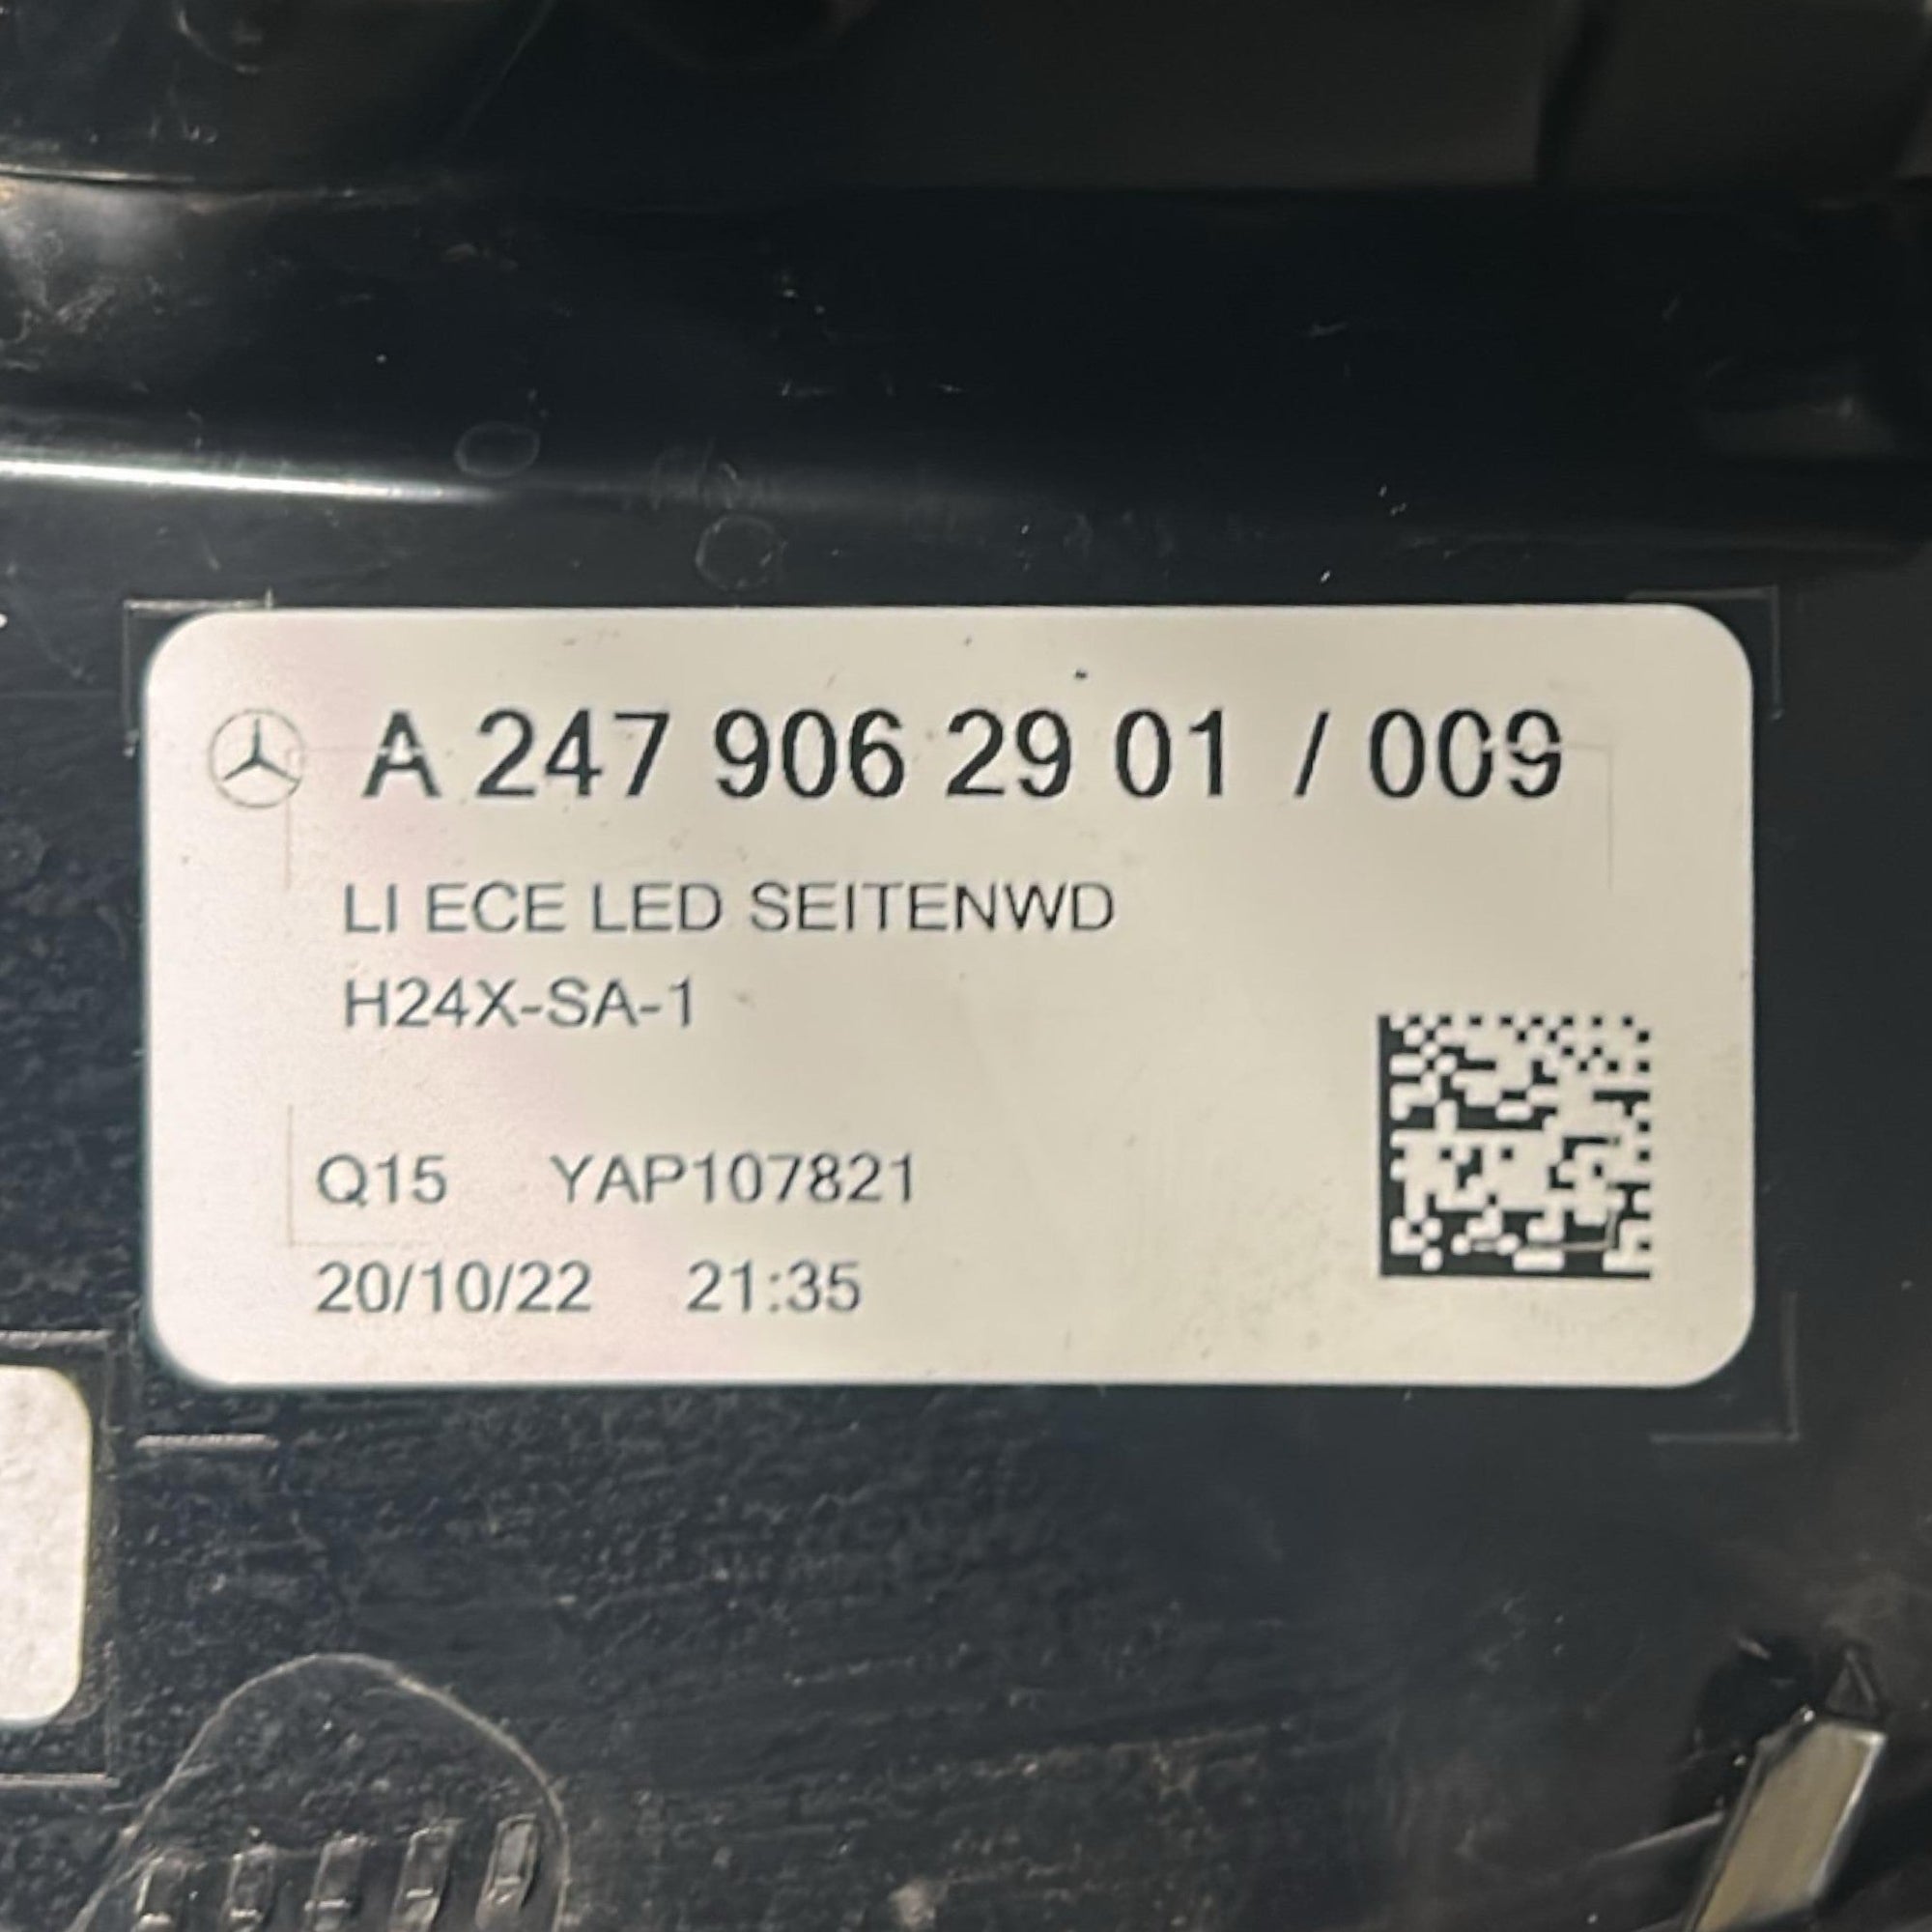 A 247 906 29 01 / 009
LI ECE LED SEITENWD
H24X-SA-1
Q15 YAP107821
20/10/22 21:35